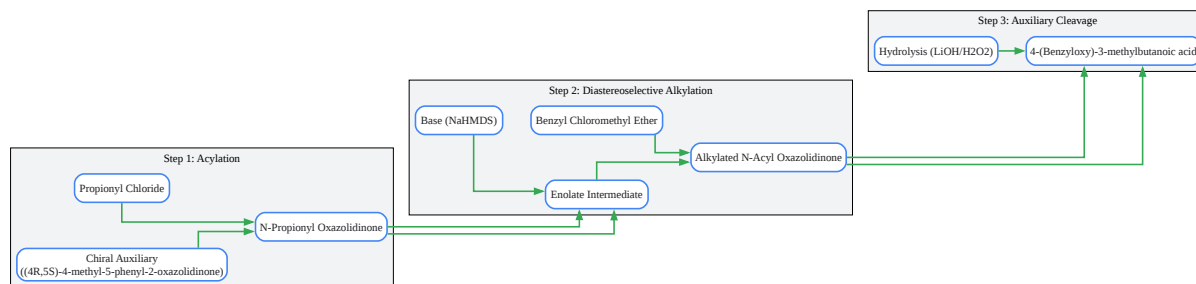 Step 1: Acylation
Propionyl Chloride
Chiral Auxiliary
((4R,5S)-4-methyl-5-phenyl-2-oxazolidinone)
N-Propionyl Oxazolidinone
Step 2: Diastereoselective Alkylation
Base (NaHMDS)
Benzyl Chloromethyl Ether
Enolate Intermediate
Alkylated N-Acyl Oxazolidinone
Step 3: Auxiliary Cleavage
Hydrolysis (LiOH/H2O2)
4-(Benzyloxy)-3-methylbutanoic acid